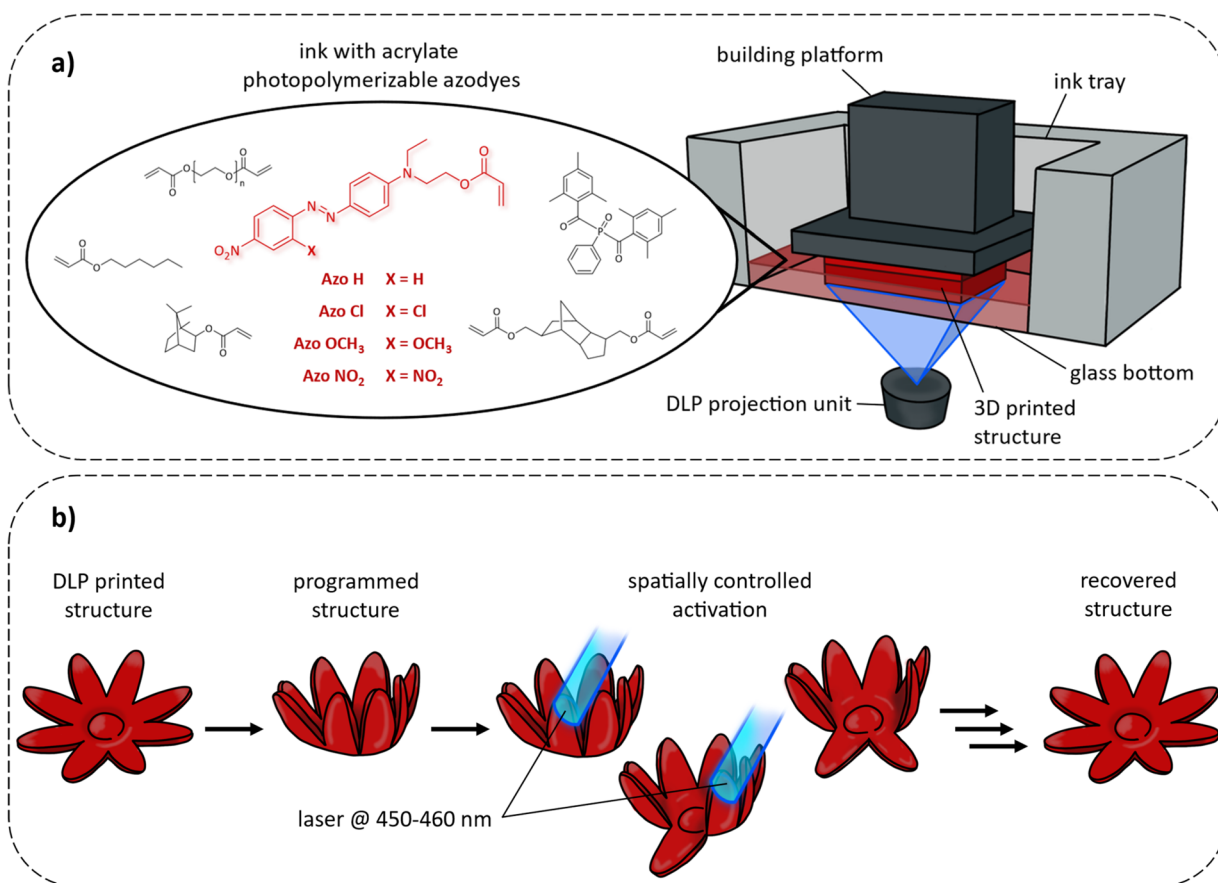 a)
ink with acrylate
photopolymerizable azodyes
building platform
ink tray
O
O
O
O
n
N
O
O
N
N
O₂N
X
O
O
O
O
P
O
O
O
O
O
O
O
O
Azo H X = H
Azo Cl X = Cl
Azo OCH₃ X = OCH₃
Azo NO₂ X = NO₂
glass bottom
DLP projection unit
3D printed
structure
b)
DLP printed
structure
programmed
structure
spatially controlled
activation
recovered
structure
laser @ 450-460 nm